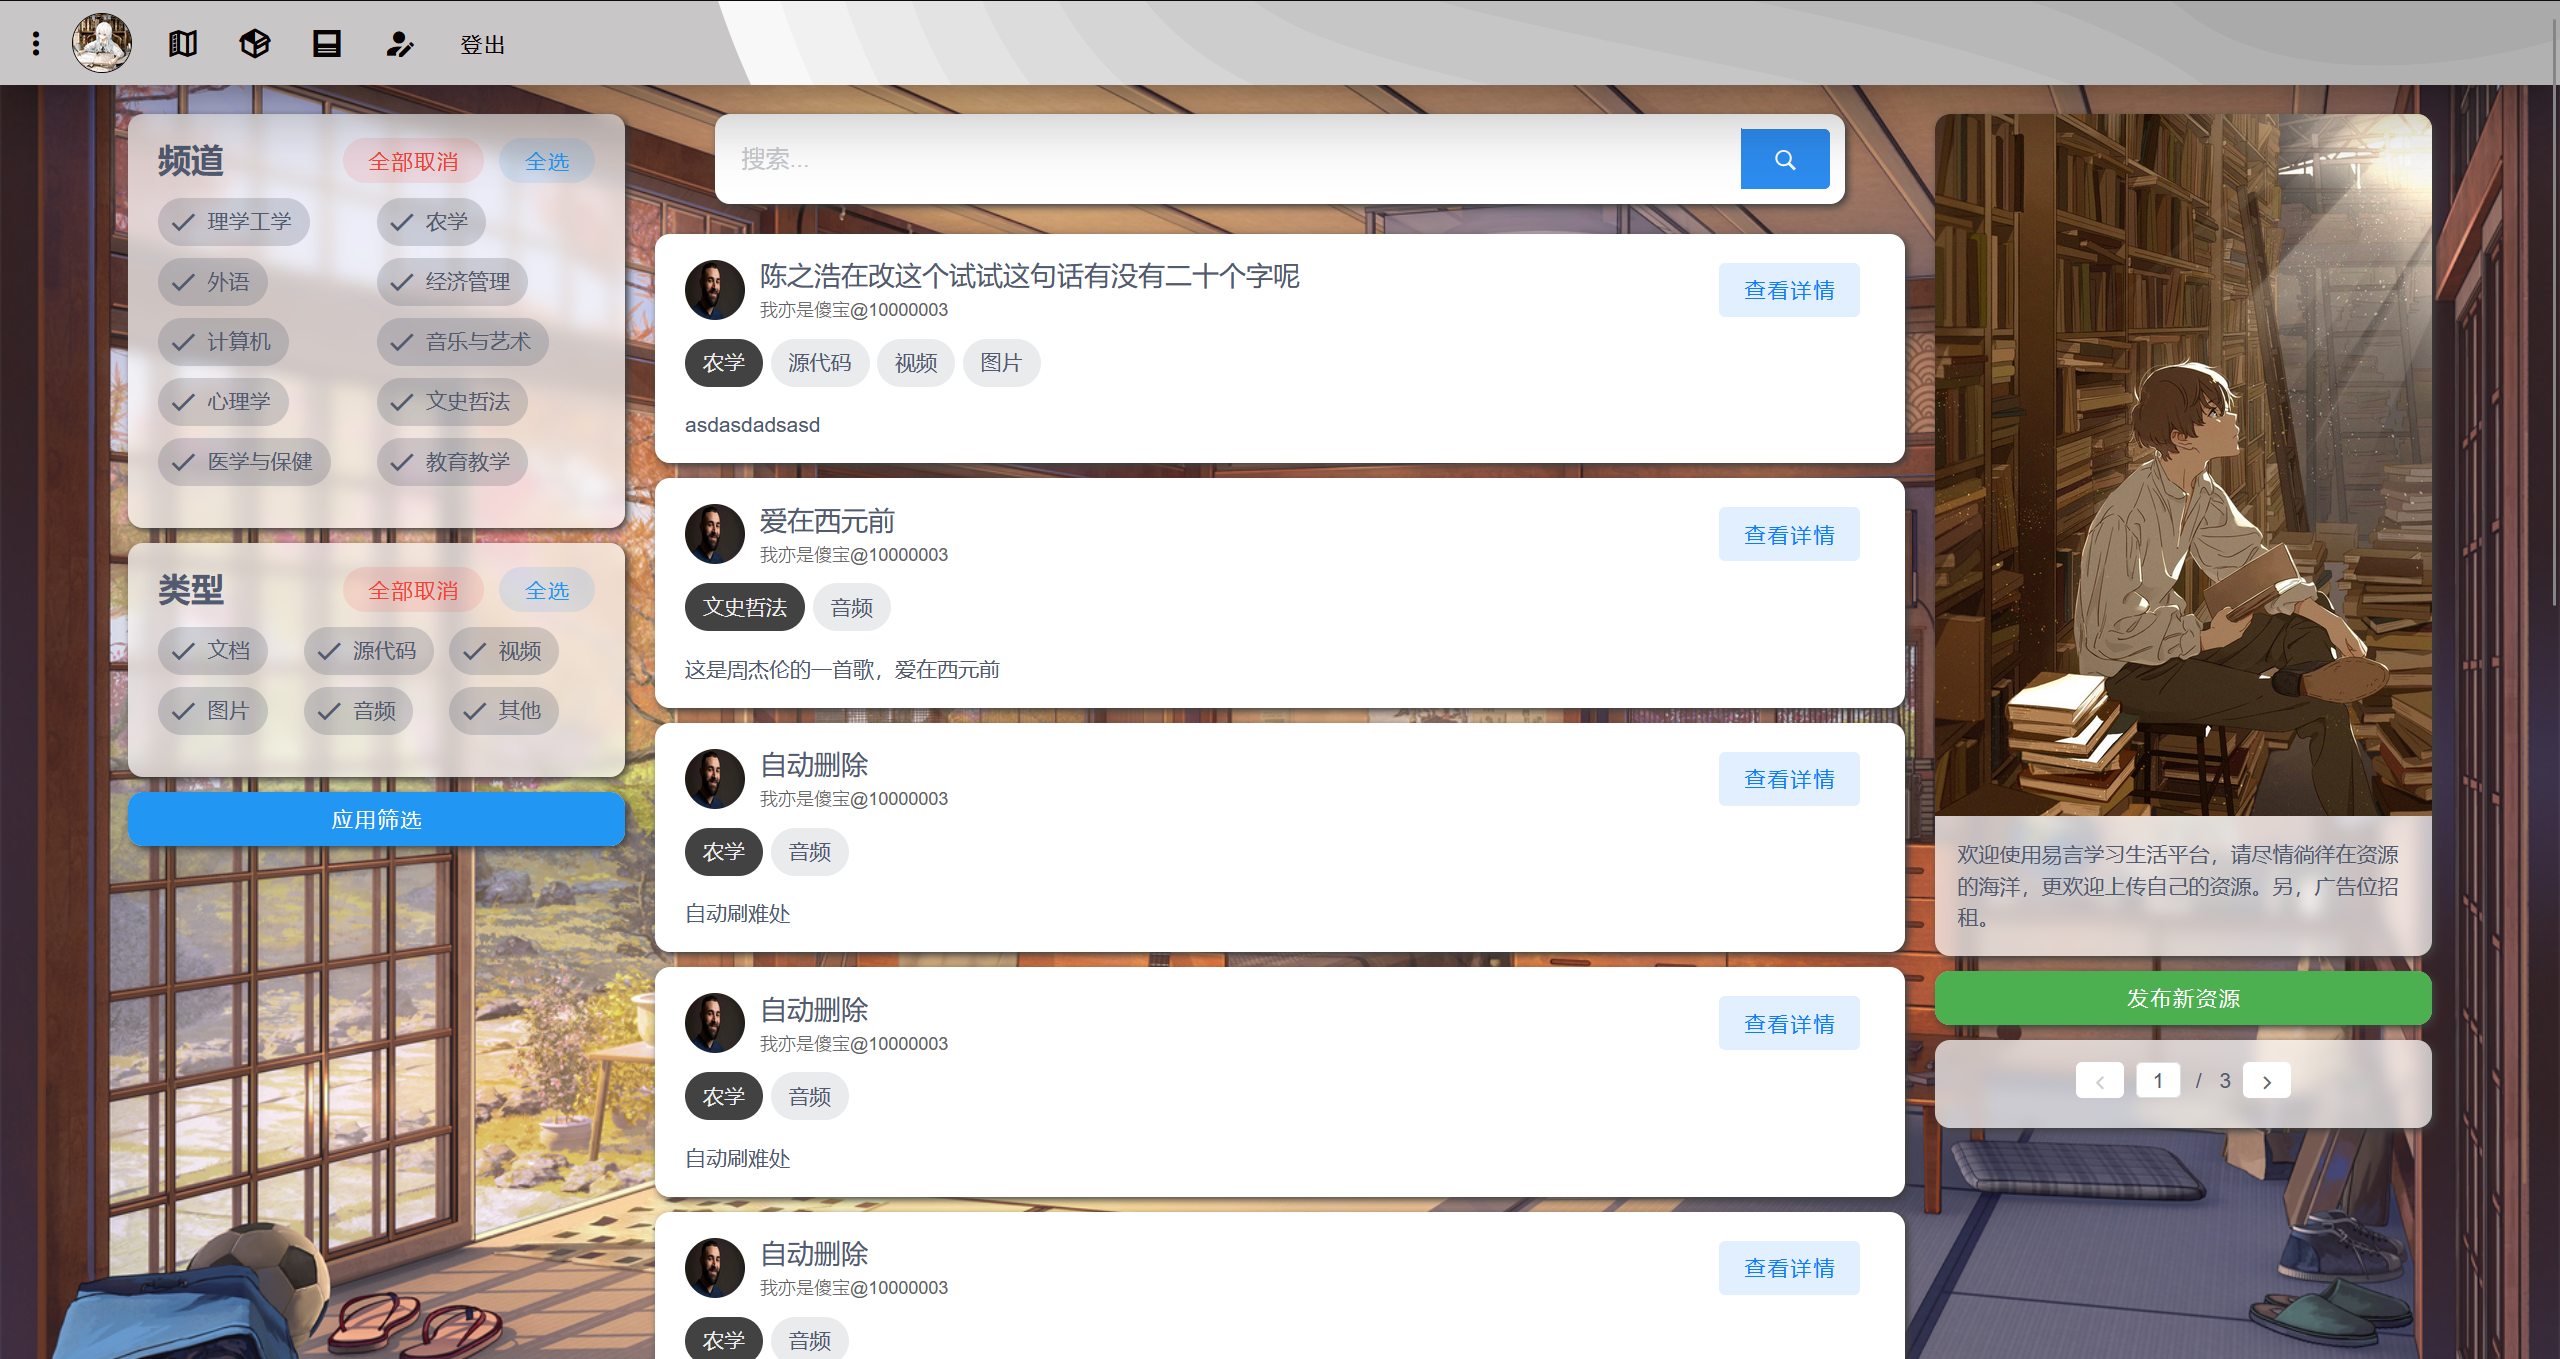 登出
频道 全部取消 全选
理学工学 农学
外语 经济管理
计算机 音乐与艺术
心理学 文史哲法
医学与保健 教育教学
类型 全部取消 全选
文档 源代码 视频
图片 音频 其他
应用筛选
搜索...
陈之浩在改这个试试这句话有没有二十个字呢
我亦是傻宝@10000003
查看详情
农学 源代码 视频 图片
asdasdadsasd
爱在西元前
我亦是傻宝@10000003
查看详情
文史哲法 音频
这是周杰伦的一首歌，爱在西元前
自动删除
我亦是傻宝@10000003
查看详情
农学 音频
自动刷难处
自动删除
我亦是傻宝@10000003
查看详情
农学 音频
自动刷难处
自动删除
我亦是傻宝@10000003
查看详情
农学 音频
欢迎使用易言学习生活平台，请尽情徜徉在资源
的海洋，更欢迎上传自己的资源。另，广告位招
租。
发布新资源
1 / 3